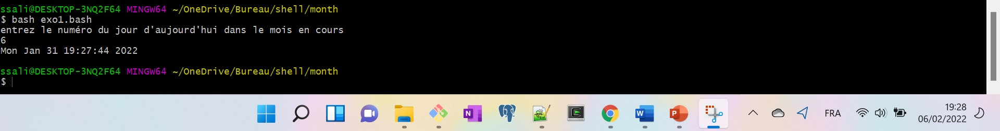 ssali@DESKTOP-3NQ2F64 MINGW64 ~/OneDrive/Bureau/shell/month
$ bash exo1.bash
entrez le numéro du jour d'aujourd'hui dans le mois en cours
6
Mon Jan 31 19:27:44 2022
ssali@DESKTOP-3NQ2F64 MINGW64 ~/OneDrive/Bureau/shell/month
$
N
W
P
FRA
19:28
06/02/2022